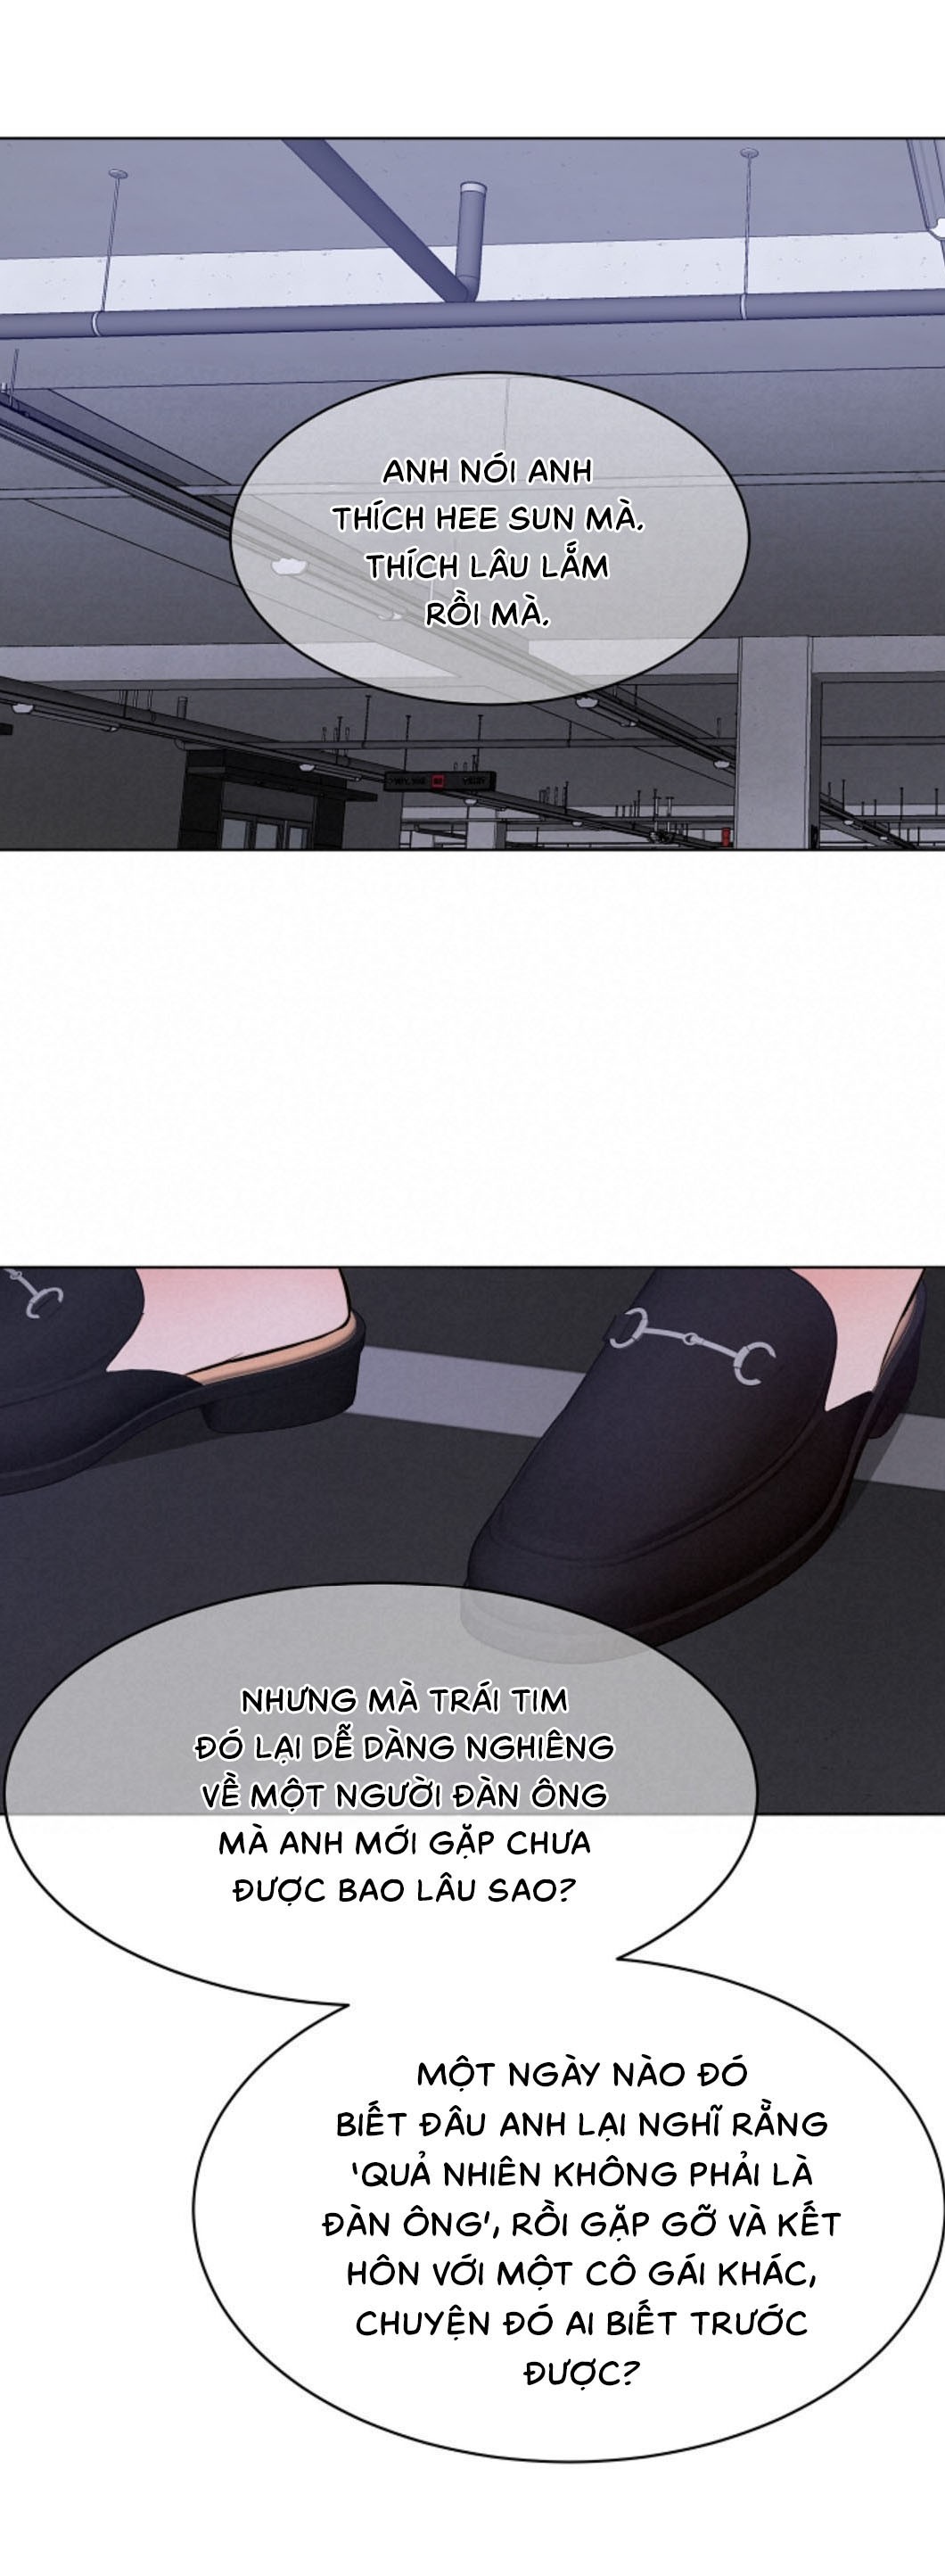 ANH NÓI ANH
THÍCH HEE SUN MÀ.
THÍCH LÂU LẮM
RỒI MÀ.
NHƯNG MÀ TRÁI TIM
ĐÓ LẠI DỄ DÀNG NGHIÊNG
VỀ MỘT NGƯỜI ĐÀN ÔNG
MÀ ANH MỚI GẶP CHƯA
ĐƯỢC BAO LÂU SAO?
MỘT NGÀY NÀO ĐÓ
BIẾT ĐÂU ANH LẠI NGHĨ RẰNG
'QUẢ NHIÊN KHÔNG PHẢI LÀ
ĐÀN ÔNG', RỒI GẶP GỠ VÀ KẾT
HÔN VỚI MỘT CÔ GÁI KHÁC,
CHUYỆN ĐÓ AI BIẾT TRƯỚC
ĐƯỢC?